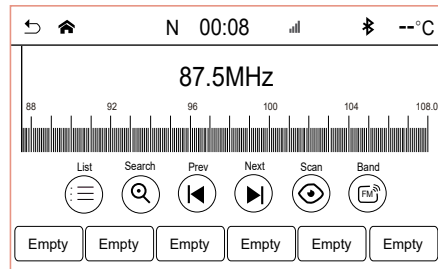 N 00:08 --°C
87.5MHz
88 92 96 100 104 108.0
List Search Prev Next Scan Band
FM
Empty Empty Empty Empty Empty Empty